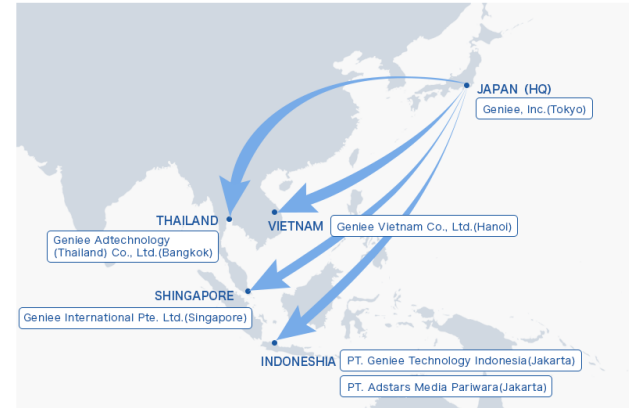 JAPAN (HQ)
Geniee, Inc.(Tokyo)
THAILAND
Geniee Adtechnology
(Thailand) Co., Ltd.(Bangkok)
VIETNAM
Geniee Vietnam Co., Ltd.(Hanoi)
SHINGAPORE
Geniee International Pte. Ltd.(Singapore)
INDONESHIA
PT. Geniee Technology Indonesia(Jakarta)
PT. Adstars Media Pariwara(Jakarta)